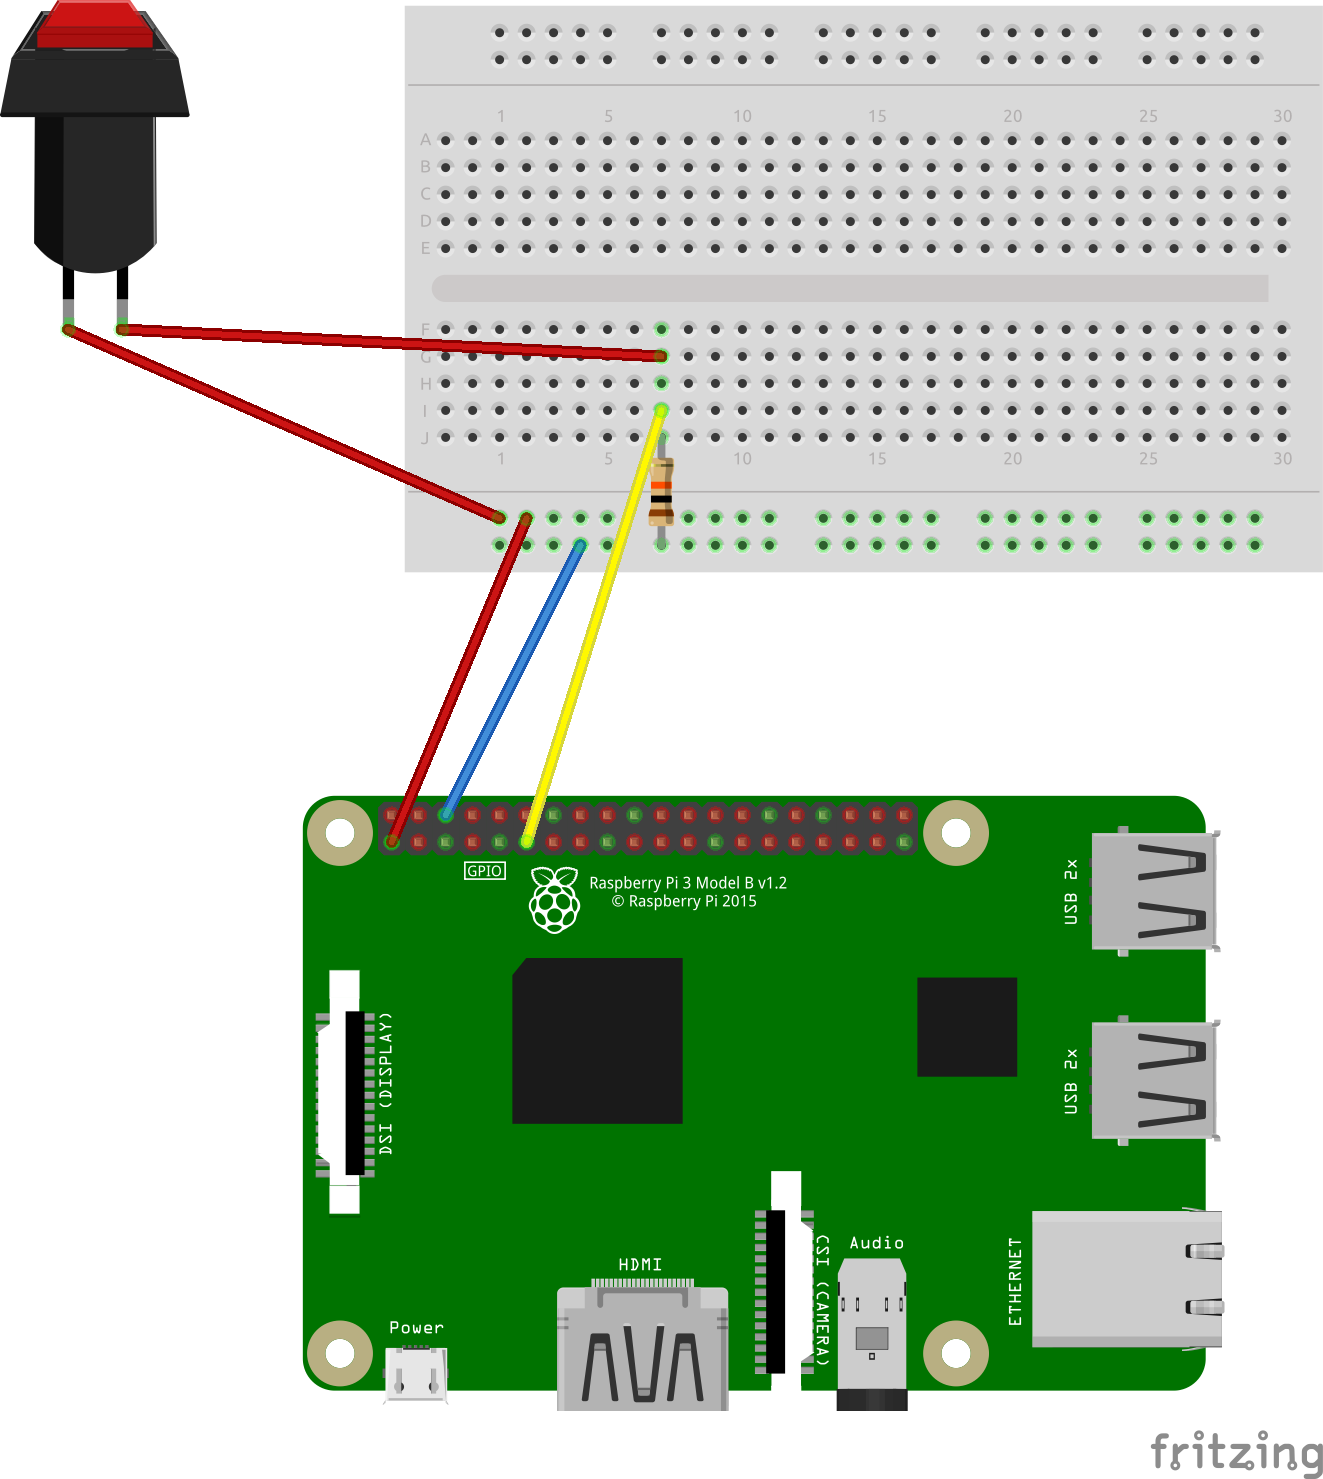 1 5 10 15 20 25 30
A
B
C
D
E
F
G
H
I
J
1 5 10 15 20 25 30
GPIO
Raspberry Pi 3 Model B v1.2
© Raspberry Pi 2015
USB 2x
USB 2x
DSI (DISPLAY)
ETHERNET
CSI (CAMERA)
Audio
HDMI
Power
fritzing